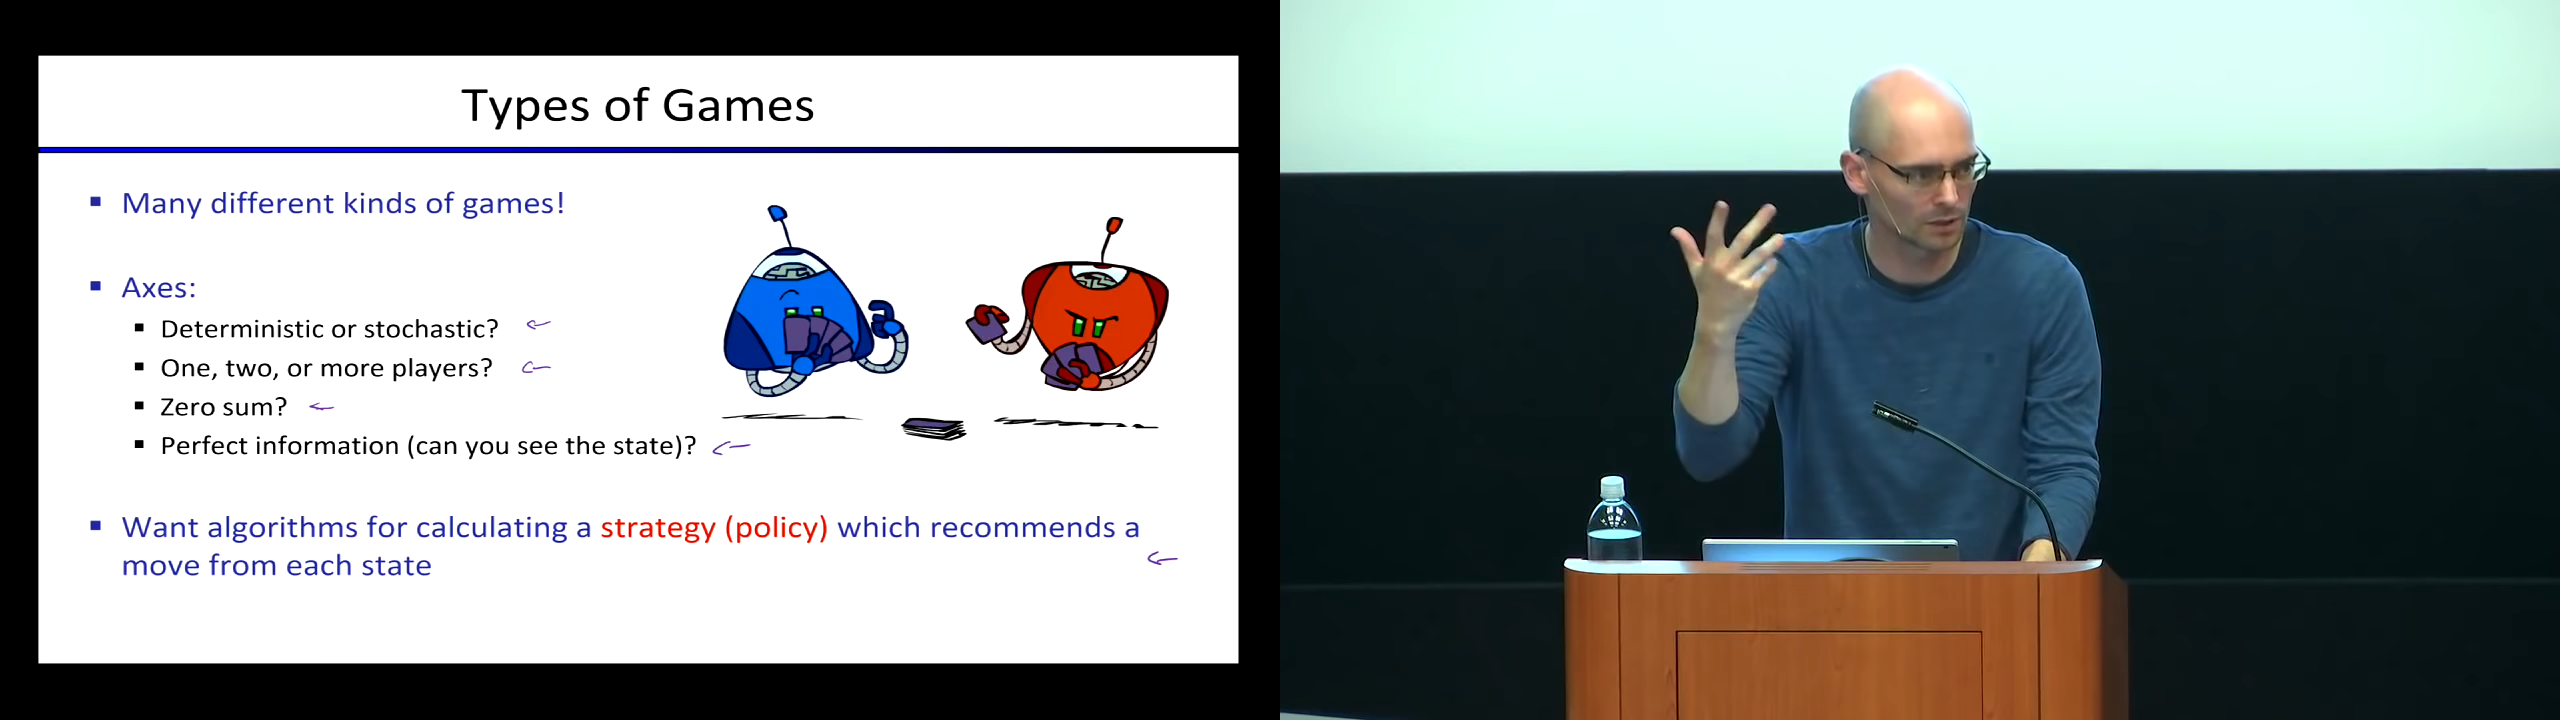 Types of Games
Many different kinds of games!
Axes:
Deterministic or stochastic?
One, two, or more players?
Zero sum?
Perfect information (can you see the state)?
Want algorithms for calculating a strategy (policy) which recommends a
move from each state